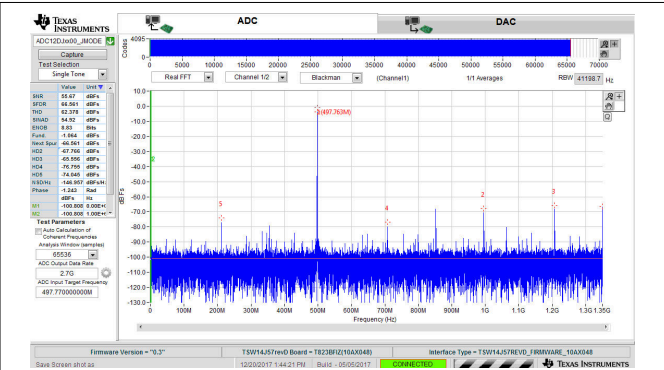 TEXAS INSTRUMENTS
ADC
DAC
ADC12DJxx00_JMODE
Capture
Test Selection
Single Tone
Codes
4095
0
0 5000 10000 15000 20000 25000 30000 35000 40000 45000 50000 55000 60000 65000 70000
Real FFT
Channel 1/2
Blackman
(Channel1)
1/1 Averages
RBW 41198.7 Hz
Value Unit
SNR 55.67 dBFs
SFDR 66.561 dBFs
THD 62.378 dBFs
SINAD 54.92 dBFs
ENOB 8.83 Bits
Fund. -1.064 dBFs
Next Spur -66.561 dBFs
HD2 -67.766 dBFs
HD3 -65.556 dBFs
HD4 -76.755 dBFs
HD5 -74.045 dBFs
NSD/Hz -146.957 dBFs/Hz
Phase -1.243 Rad
dBFs Hz
M1 -100.808 0.00E+
M2 -100.808 1.00E+
Test Parameters
Auto Calculation of
Coherent Frequencies
Analysis Window (samples)
65536
ADC Output Data Rate
2.7G
ADC Input Target Frequency
497.770000000M
dBFs
10.0
0.0
-10.0
-20.0
-30.0
-40.0
-50.0
-60.0
-70.0
-80.0
-90.0
-100.0
-110.0
-120.0
-130.0
(497.763M)
5
4
2
3
0 100M 200M 300M 400M 500M 600M 700M 800M 900M 1G 1.1G 1.2G 1.3G 1.35G
Frequency (Hz)
Firmware Version = "0.3"
TSW14J57revD Board = T823BFIZ(10AX048)
Interface Type = TSW14J57REVD_FIRMWARE_10AX048
Save Screen shot as
12/20/2017 1:44:21 PM
Build - 05/05/2017
CONNECTED
TEXAS INSTRUMENTS